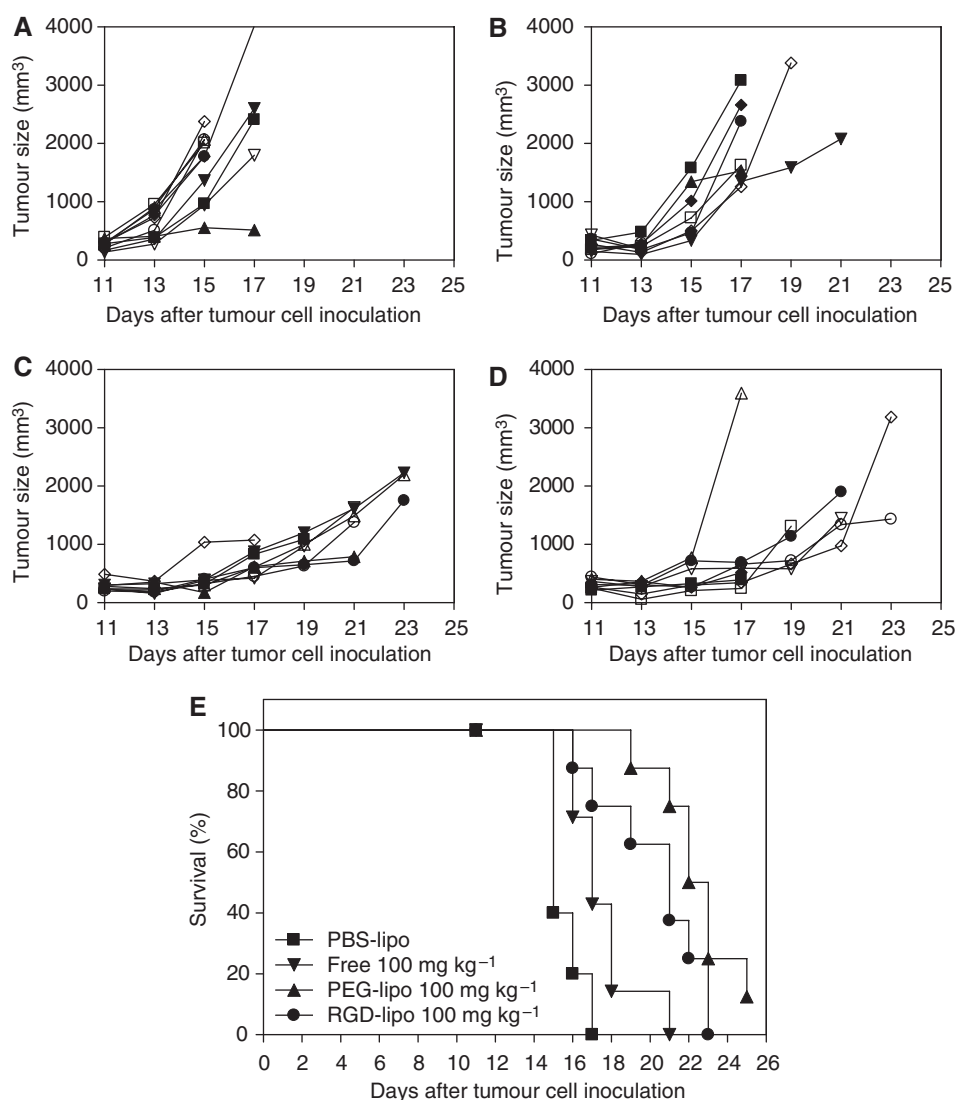 A
4000
3000
2000
1000
0
Tumour size (mm³)
11 13 15 17 19 21 23 25
Days after tumour cell inoculation
B
4000
3000
2000
1000
0
Tumour size (mm³)
11 13 15 17 19 21 23 25
Days after tumour cell inoculation
C
4000
3000
2000
1000
0
Tumour size (mm³)
11 13 15 17 19 21 23 25
Days after tumor cell inoculation
D
4000
3000
2000
1000
0
Tumour size (mm³)
11 13 15 17 19 21 23 25
Days after tumor cell inoculation
E
100
80
60
40
20
0
Survival (%)
PBS-lipo
Free 100 mg kg⁻¹
PEG-lipo 100 mg kg⁻¹
RGD-lipo 100 mg kg⁻¹
0 2 4 6 8 10 11 12 14 16 18 20 22 24 26
Days after tumour cell inoculation